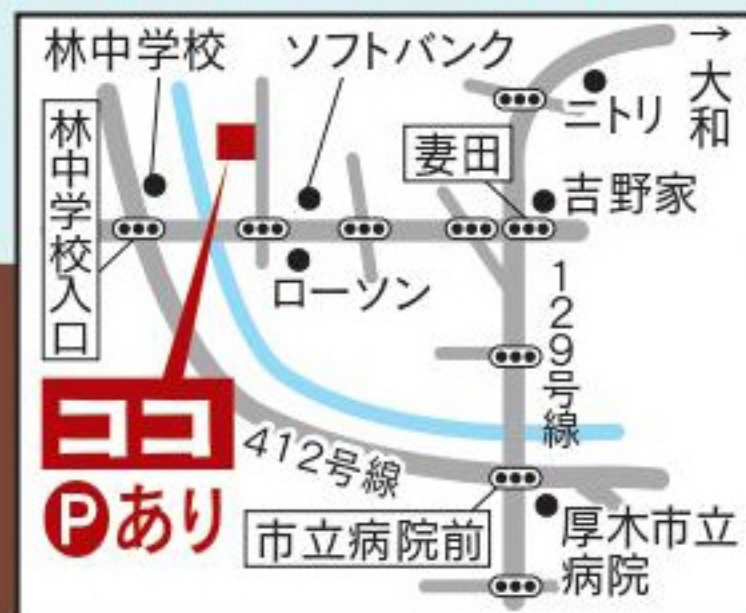 林中学校
ソフトバンク
→
大和
ニトリ
林中学校入口
妻田
吉野家
ローソン
129号線
ココ
Pあり
412号線
市立病院前
厚木市立
病院